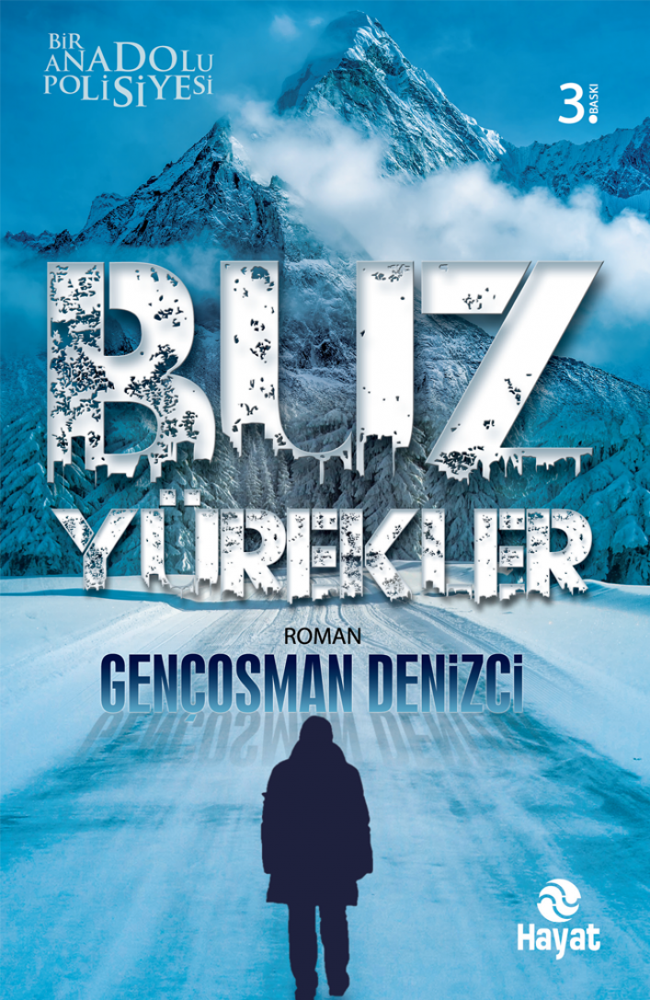 BİR
ANADOLU
POLİSİYESİ
3.
BASKI
BUZ
YÜREKLER
ROMAN
GENÇOSMAN DENİZCİ
Hayat